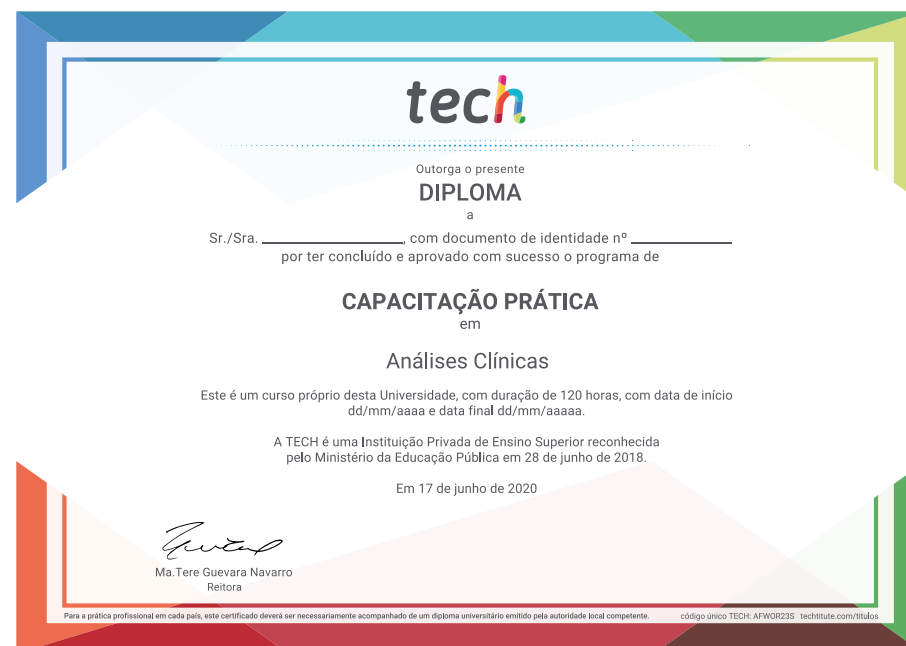 tech
Outorga o presente
DIPLOMA
a
Sr./Sra. ____________________, com documento de identidade nº ______________
por ter concluído e aprovado com sucesso o programa de
CAPACITAÇÃO PRÁTICA
em
Análises Clínicas
Este é um curso próprio desta Universidade, com duração de 120 horas, com data de início
dd/mm/aaaa e data final dd/mm/aaaaa.
A TECH é uma Instituição Privada de Ensino Superior reconhecida
pelo Ministério da Educação Pública em 28 de junho de 2018.
Em 17 de junho de 2020
Ma.Tere Guevara Navarro
Reitora
Para a prática profissional em cada país, este certificado deverá ser necessariamente acompanhado de um diploma universitário emitido pela autoridade local competente. código único TECH: AFWOR23S techtitute.com/titulos